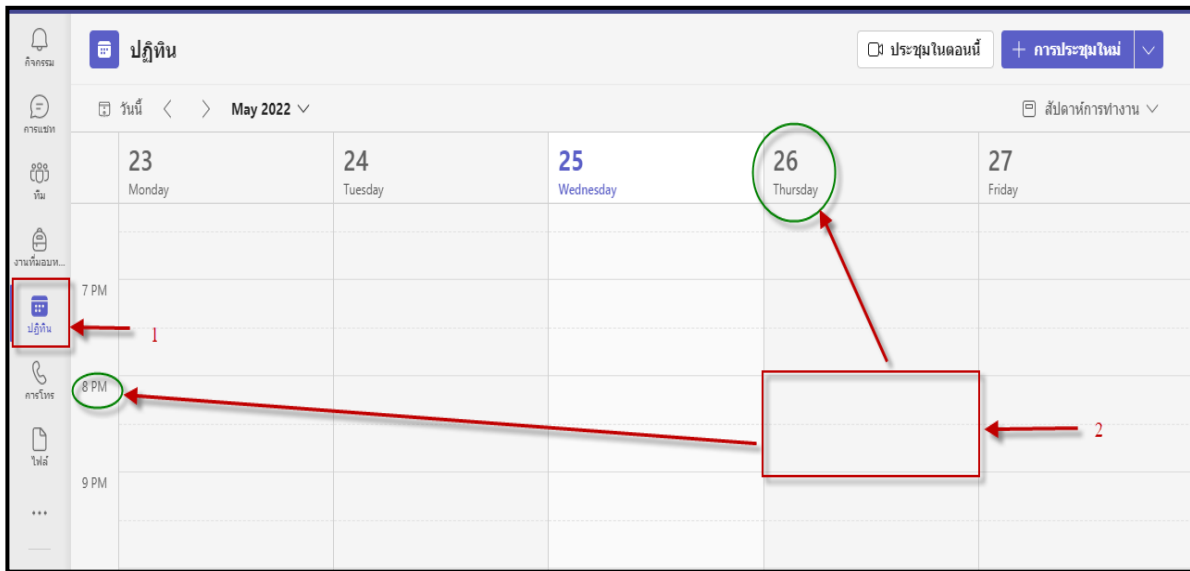 กิจกรรม
ปฏิทิน
ประชุมในตอนนี้
+ การประชุมใหม่
การแชท
วันนี้
May 2022
สัปดาห์การทำงาน
23
Monday
24
Tuesday
25
Wednesday
26
Thursday
27
Friday
ทีม
งานที่มอบห...
ปฏิทิน
7 PM
1
การโทร
8 PM
2
ไฟล์
9 PM
...